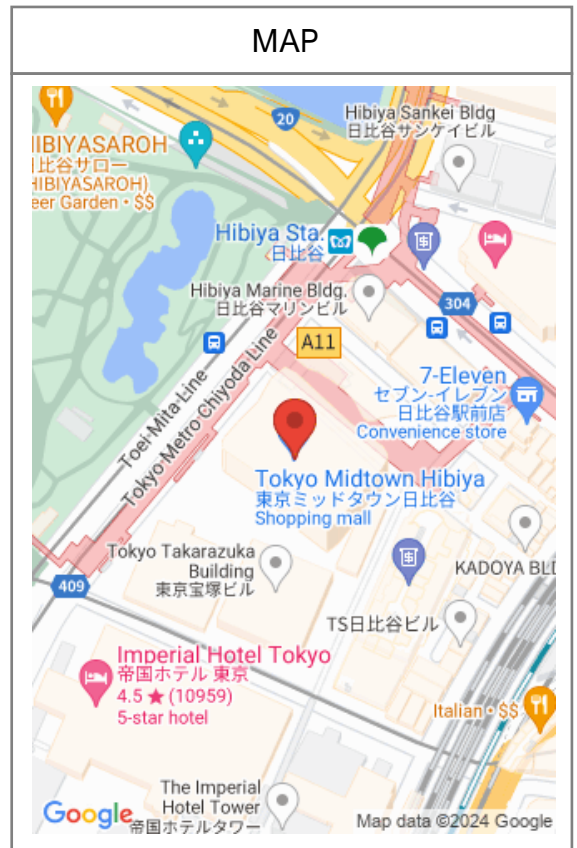 MAP
20
Hibiya Sankei Bldg
日比谷サンケイビル
HIBIYASAROH
日比谷サロー
(HIBIYASAROH)
eer Garden • $$
Hibiya Sta.
日比谷
Hibiya Marine Bldg.
日比谷マリンビル
304
A11
7-Eleven
セブン-イレブン
日比谷駅前店
Convenience store
Toei Mita Line
Tokyo Metro Chiyoda Line
Tokyo Midtown Hibiya
東京ミッドタウン日比谷
Shopping mall
Tokyo Takarazuka
Building
東京宝塚ビル
KADOYA BLD
409
TS日比谷ビル
Imperial Hotel Tokyo
帝国ホテル 東京
4.5 ★ (10959)
5-star hotel
Italian • $$
The Imperial
Hotel Tower
帝国ホテルタワー
Google
Map data ©2024 Google